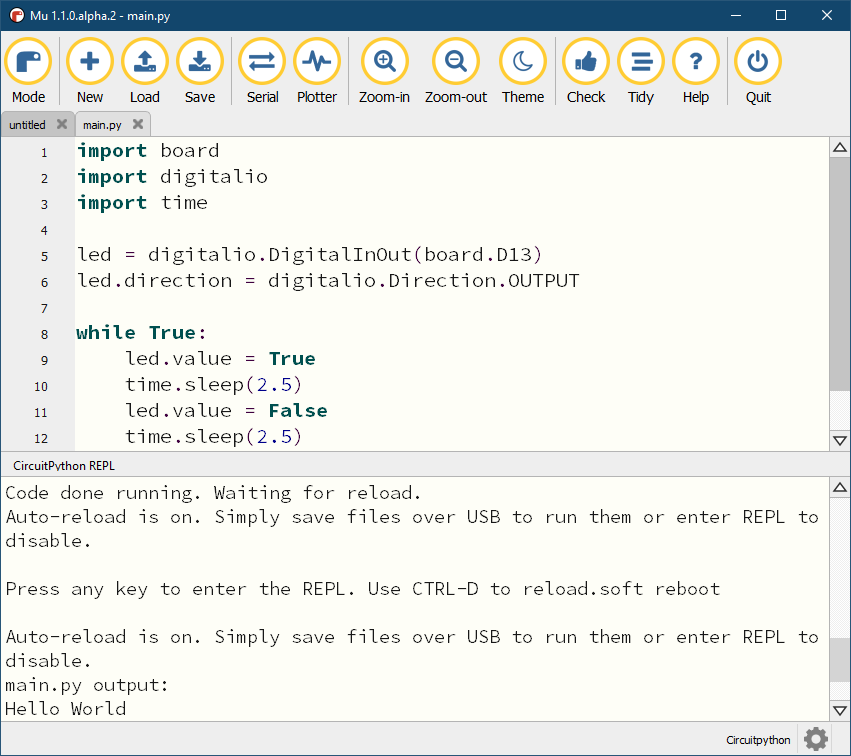 Mu 1.1.0.alpha.2 - main.py
Mode New Load Save Serial Plotter Zoom-in Zoom-out Theme Check Tidy Help Quit
untitled main.py
1 import board
2 import digitalio
3 import time
4
5 led = digitalio.DigitalInOut(board.D13)
6 led.direction = digitalio.Direction.OUTPUT
7
8 while True:
9 led.value = True
10 time.sleep(2.5)
11 led.value = False
12 time.sleep(2.5)
CircuitPython REPL
Code done running. Waiting for reload.
Auto-reload is on. Simply save files over USB to run them or enter REPL to
disable.
Press any key to enter the REPL. Use CTRL-D to reload.soft reboot
Auto-reload is on. Simply save files over USB to run them or enter REPL to
disable.
main.py output:
Hello World
Circuitpython